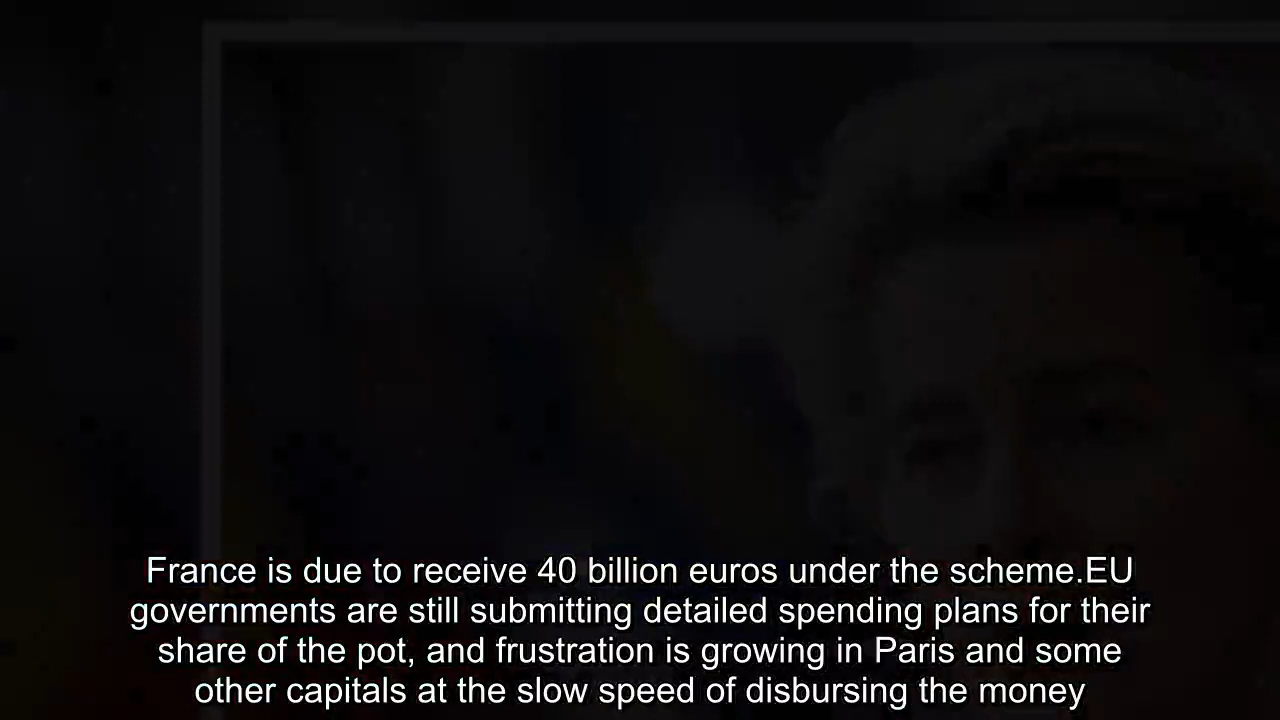 France is due to receive 40 billion euros under the scheme.EU
governments are still submitting detailed spending plans for their
share of the pot, and frustration is growing in Paris and some
other capitals at the slow speed of disbursing the money